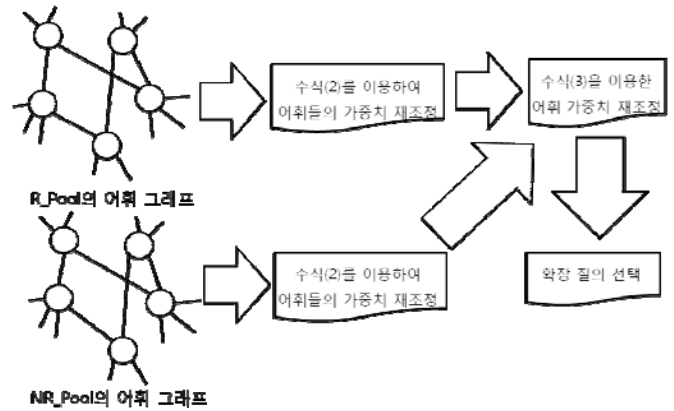 수식(2)를 이용하여
어휘들의 가중치 재조정
수식(3)을 이용한
어휘 가중치 재조정
R_Pool의 어휘 그래프
수식(2)를 이용하여
어휘들의 가중치 재조정
확장 질의 선택
NR_Pool의 어휘 그래프